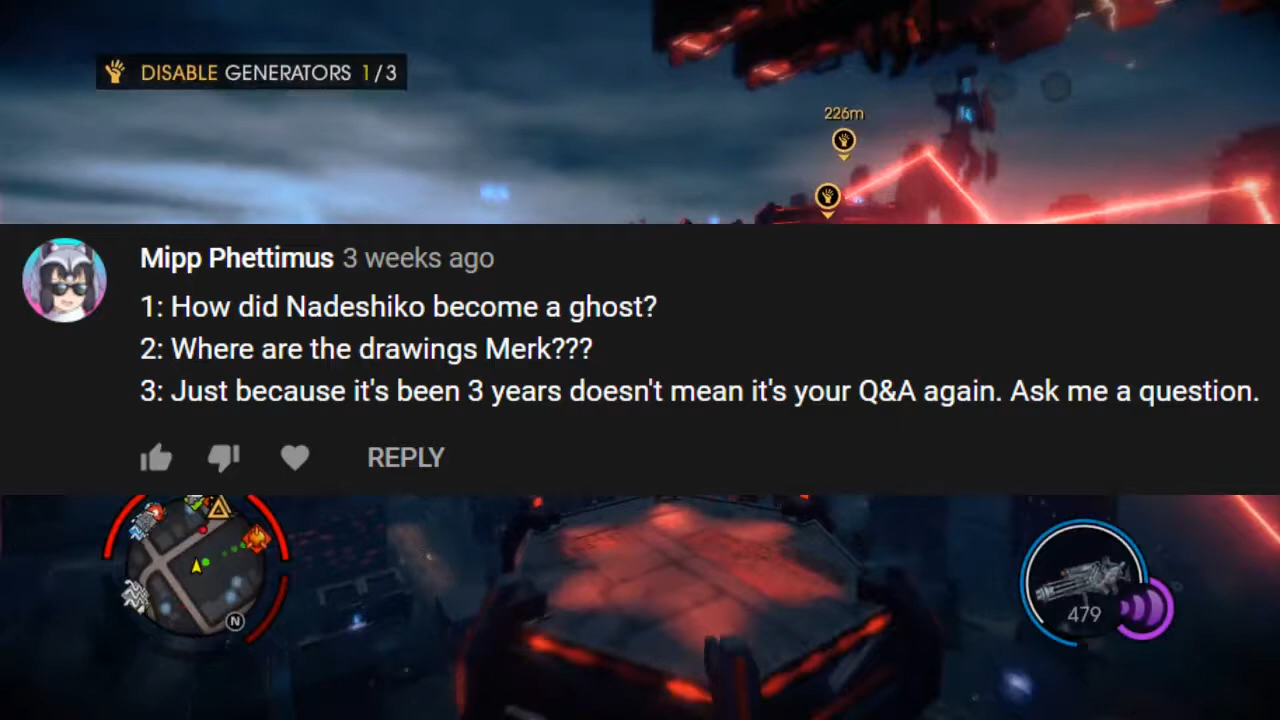 DISABLE GENERATORS 1/3
226m
Mipp Phettimus 3 weeks ago
1: How did Nadeshiko become a ghost?
2: Where are the drawings Merk???
3: Just because it's been 3 years doesn't mean it's your Q&A again. Ask me a question.
REPLY
479
N